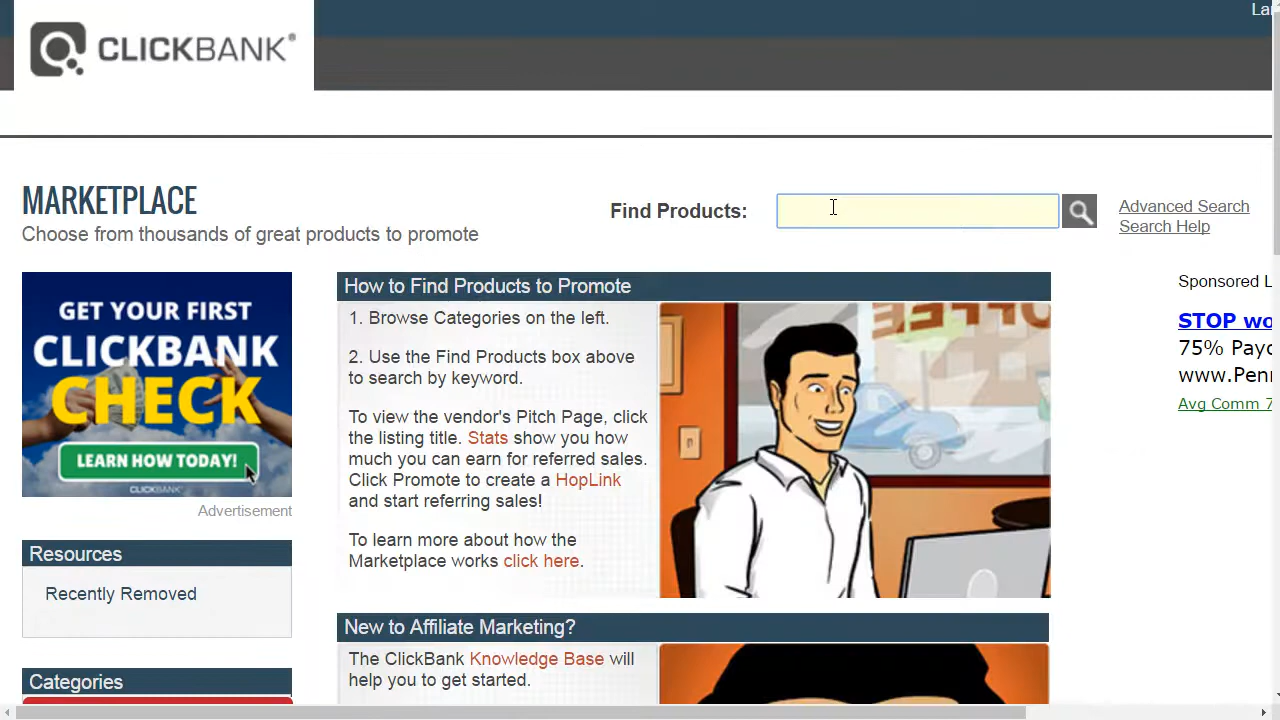 Lar
CLICKBANK®
MARKETPLACE
Choose from thousands of great products to promote
Find Products:
Advanced Search
Search Help
GET YOUR FIRST
CLICKBANK
CHECK
LEARN HOW TODAY!
CLICKBANK
Advertisement
Resources
Recently Removed
Categories
How to Find Products to Promote
1. Browse Categories on the left.
2. Use the Find Products box above
to search by keyword.
To view the vendor's Pitch Page, click
the listing title. Stats show you how
much you can earn for referred sales.
Click Promote to create a HopLink
and start referring sales!
To learn more about how the
Marketplace works click here.
COFFEE
New to Affiliate Marketing?
The ClickBank Knowledge Base will
help you to get started.
Sponsored L
STOP wo
75% Payo
www.Penn
Avg Comm 7